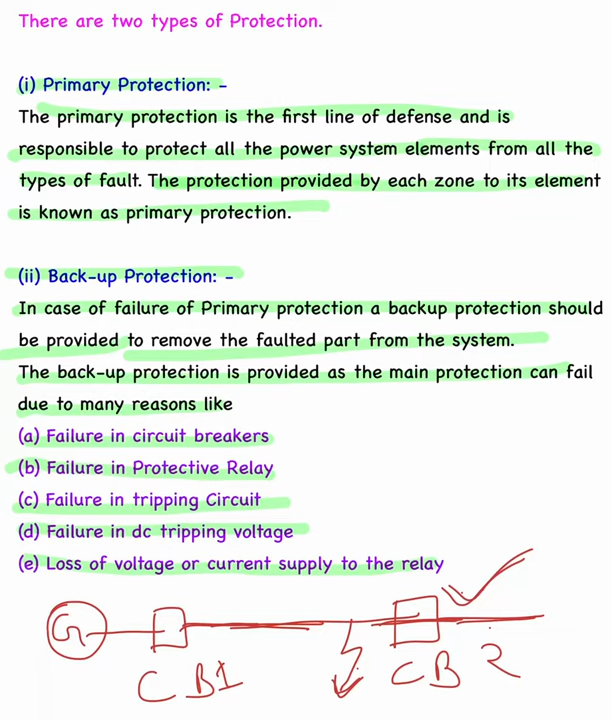 There are two types of Protection.
(i) Primary Protection: -
The primary protection is the first line of defense and is
responsible to protect all the power system elements from all the
types of fault. The protection provided by each zone to its element
is known as primary protection.
(ii) Back-up Protection: -
In case of failure of Primary protection a backup protection should
be provided to remove the faulted part from the system.
The back-up protection is provided as the main protection can fail
due to many reasons like
(a) Failure in circuit breakers
(b) Failure in Protective Relay
(c) Failure in tripping Circuit
(d) Failure in dc tripping voltage
(e) Loss of voltage or current supply to the relay
G
CB1
CB2